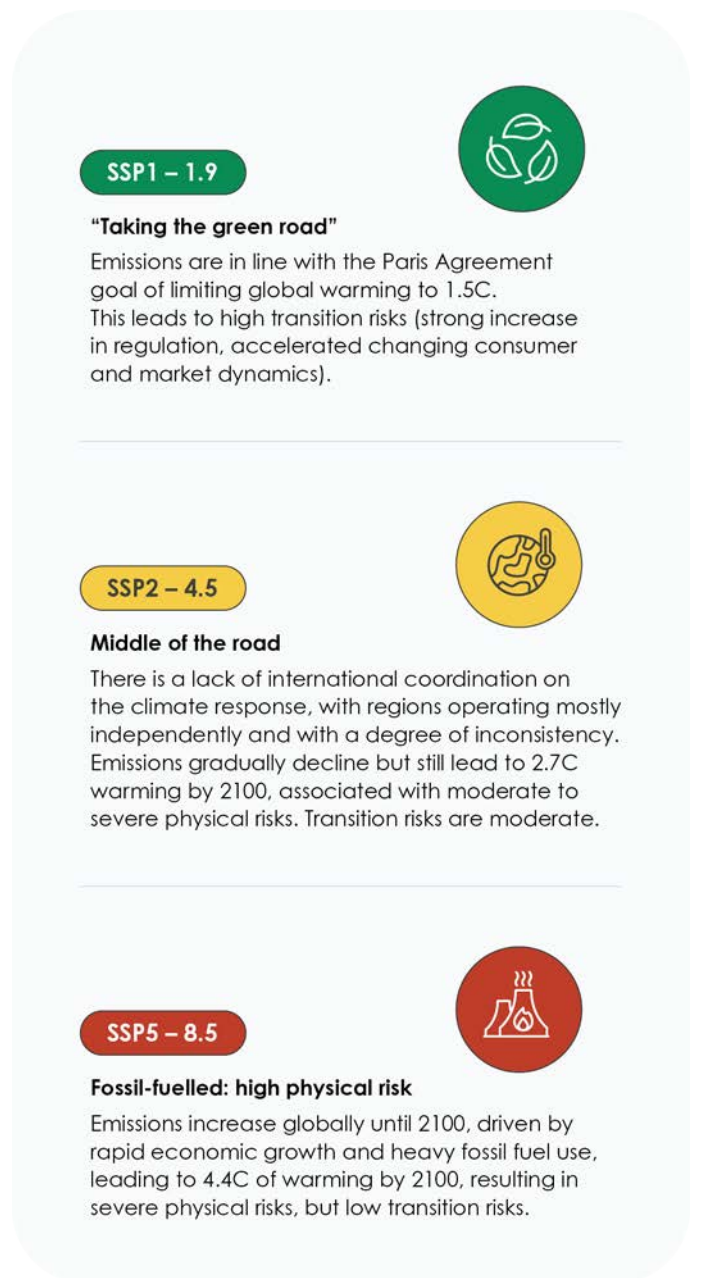 SSP1 – 1.9
“Taking the green road”
Emissions are in line with the Paris Agreement
goal of limiting global warming to 1.5C.
This leads to high transition risks (strong increase
in regulation, accelerated changing consumer
and market dynamics).
SSP2 – 4.5
Middle of the road
There is a lack of international coordination on
the climate response, with regions operating mostly
independently and with a degree of inconsistency.
Emissions gradually decline but still lead to 2.7C
warming by 2100, associated with moderate to
severe physical risks. Transition risks are moderate.
SSP5 – 8.5
Fossil-fuelled: high physical risk
Emissions increase globally until 2100, driven by
rapid economic growth and heavy fossil fuel use,
leading to 4.4C of warming by 2100, resulting in
severe physical risks, but low transition risks.